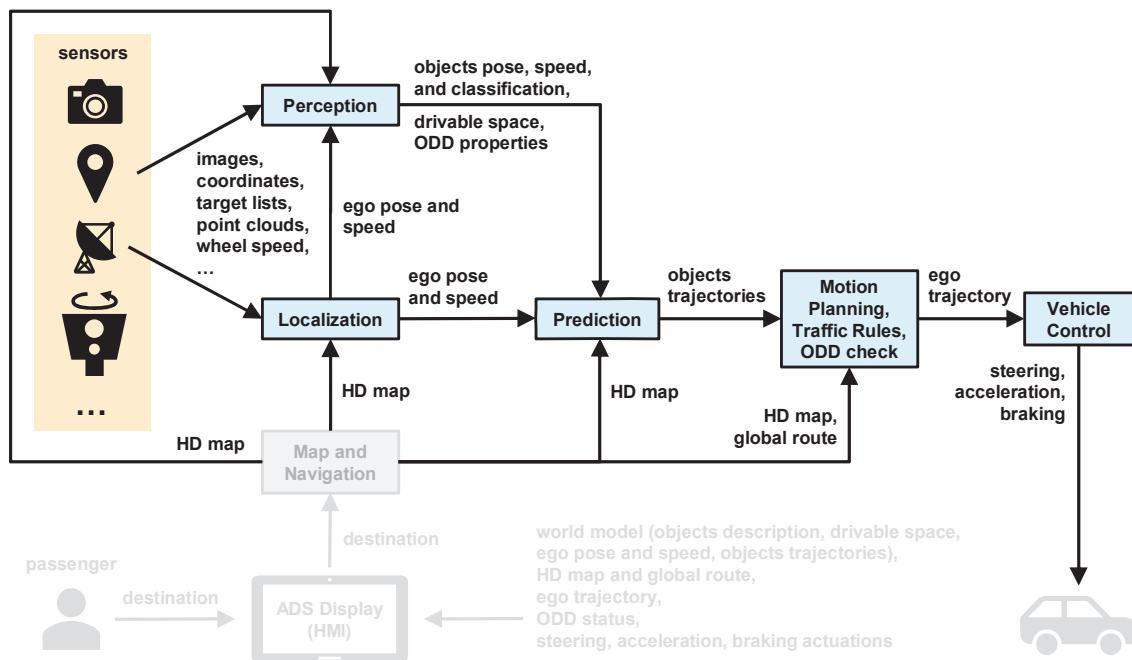 sensors
Perception
objects pose, speed,
and classification,
drivable space,
ODD properties
images,
coordinates,
target lists,
point clouds,
wheel speed,
...
ego pose and
speed
Localization
ego pose
and speed
Prediction
objects
trajectories
Motion
Planning,
Traffic Rules,
ODD check
ego
trajectory
Vehicle
Control
...
HD map
HD map
HD map
HD map,
global route
steering,
acceleration,
braking
Map and
Navigation
destination
passenger
destination
ADS Display
(HMI)
world model (objects description, drivable space,
ego pose and speed, objects trajectories),
HD map and global route,
ego trajectory,
ODD status,
steering, acceleration, braking actuations